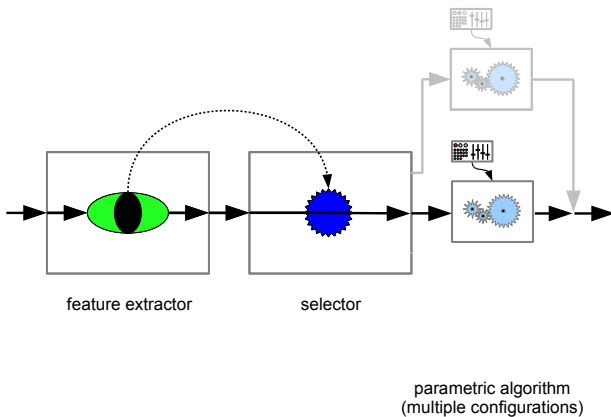 feature extractor
selector
parametric algorithm
(multiple configurations)